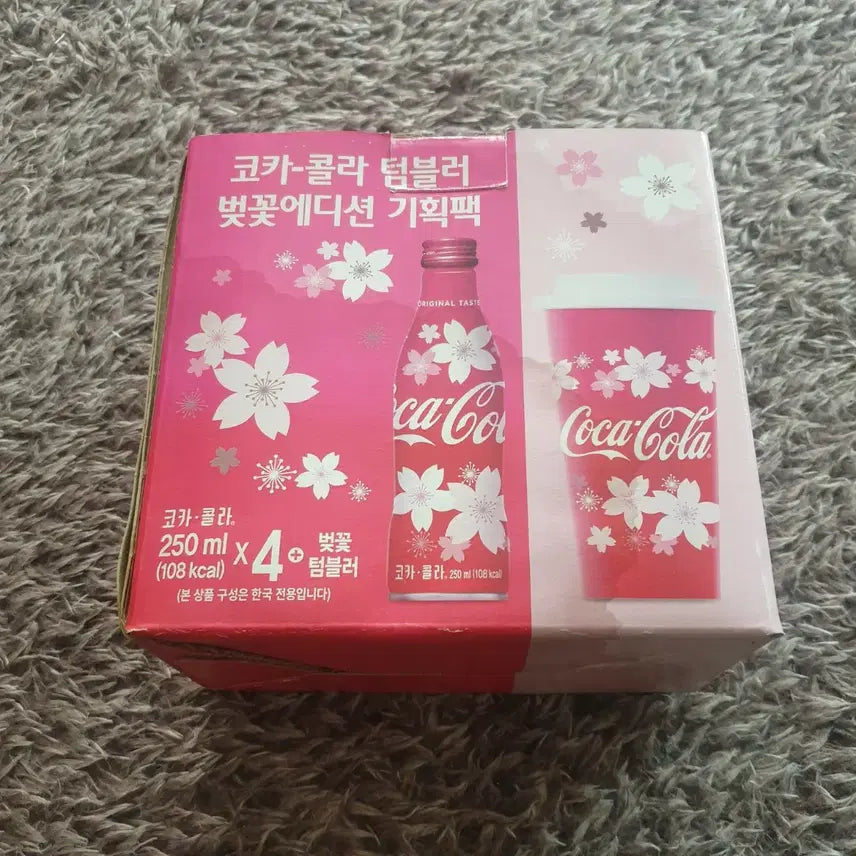 코카-콜라 텀블러
벚꽃에디션 기획팩
ORIGINAL TASTE
Coca-Cola
코카·콜라® 250 ml (108 kcal)
Coca-Cola®
코카·콜라®
250 ml
(108 kcal)
x 4 +
벚꽃
텀블러
(본 상품 구성은 한국 전용입니다)